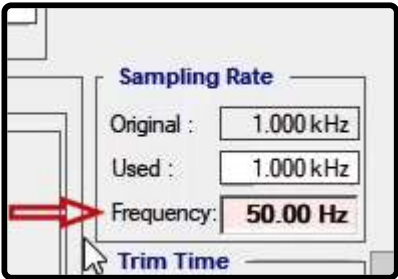 Sampling Rate
Original : 1.000 kHz
Used : 1.000 kHz
Frequency: 50.00 Hz
Trim Time